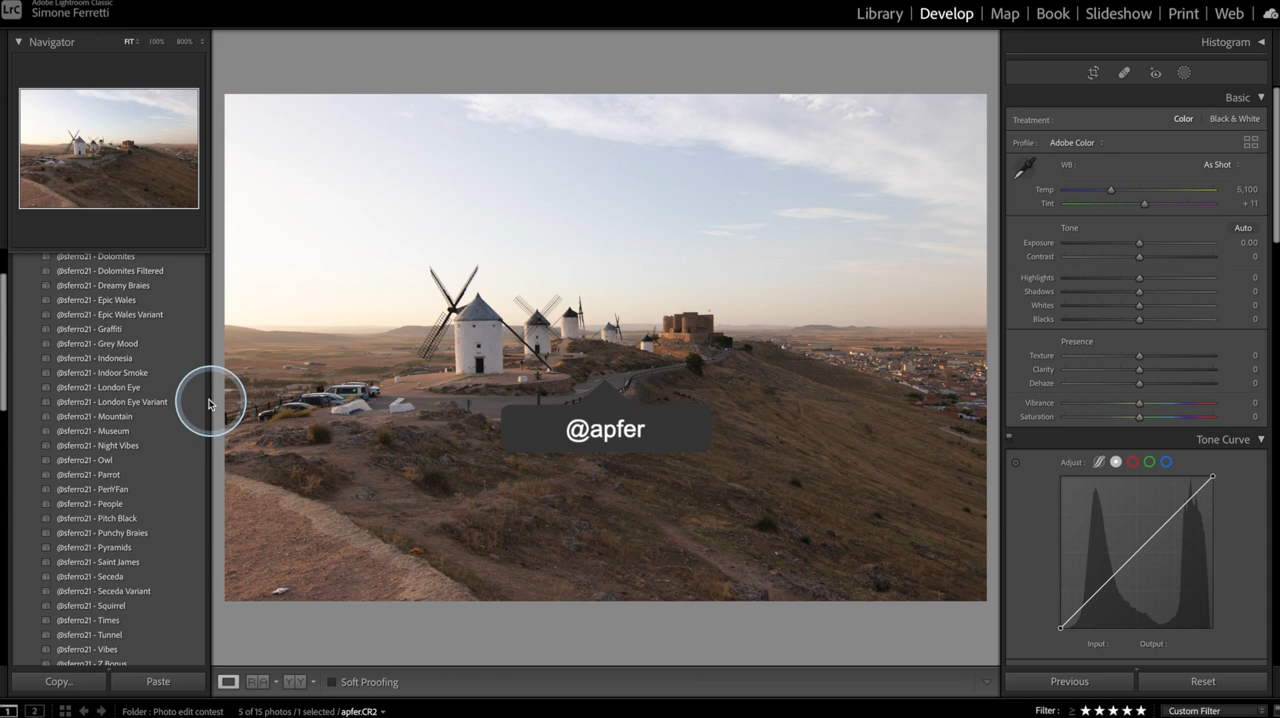 LrC
Adobe Lightroom Classic
Simone Ferretti
Library | Develop | Map | Book | Slideshow | Print | Web
Navigator FIT 100% 800%
@sferro21 - Dolomites
@sferro21 - Dolomites Filtered
@sferro21 - Dreamy Braies
@sferro21 - Epic Wales
@sferro21 - Epic Wales Variant
@sferro21 - Graffiti
@sferro21 - Grey Mood
@sferro21 - Indonesia
@sferro21 - Indoor Smoke
@sferro21 - London Eye
@sferro21 - London Eye Variant
@sferro21 - Mountain
@sferro21 - Museum
@sferro21 - Night Vibes
@sferro21 - Owl
@sferro21 - Parrot
@sferro21 - PenYFan
@sferro21 - People
@sferro21 - Pitch Black
@sferro21 - Punchy Braies
@sferro21 - Pyramids
@sferro21 - Saint James
@sferro21 - Seceda
@sferro21 - Seceda Variant
@sferro21 - Squirrel
@sferro21 - Times
@sferro21 - Tunnel
@sferro21 - Vibes
@sferro21 - Z Bonus
Copy... Paste
@apfer
Histogram
Basic
Treatment : Color Black & White
Profile : Adobe Color
WB : As Shot
Temp 5,100
Tint + 11
Tone Auto
Exposure 0.00
Contrast 0
Highlights 0
Shadows 0
Whites 0
Blacks 0
Presence
Texture 0
Clarity 0
Dehaze 0
Vibrance 0
Saturation 0
Tone Curve
Adjust :
Input : Output :
Previous Reset
RA YY Soft Proofing
1 2 Folder : Photo edit contest 5 of 15 photos / 1 selected / apfer.CR2
Filter : ≥ ★★★★★ Custom Filter